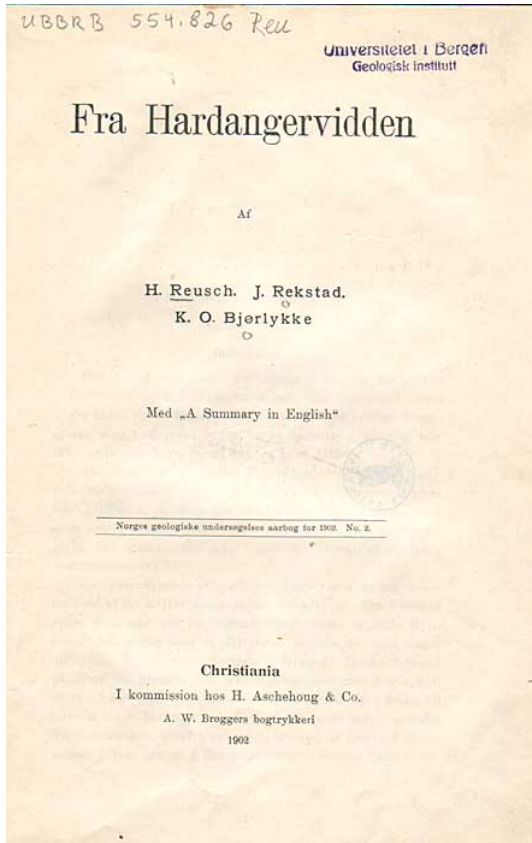 UBBRB 554.826 Reu
Universitetet i Bergen
Geologisk institutt
Fra Hardangervidden
Af
H. Reusch. J. Rekstad.
K. O. Bjørlykke
Med „A Summary in English“
Norges geologiske undersøgelses aarbog for 1902. No. 2.
Christiania
I kommission hos H. Aschehoug & Co.
A. W. Brøggers bogtrykkeri
1902